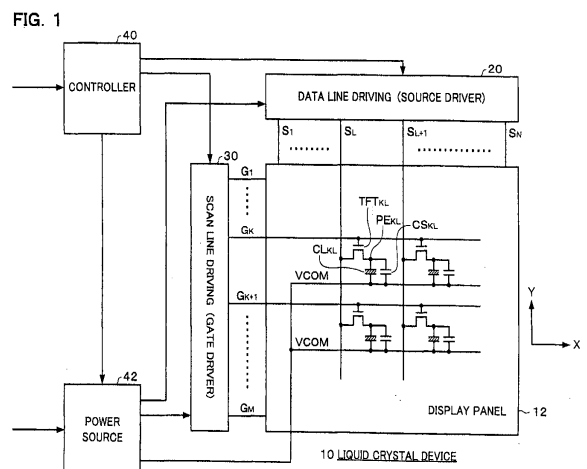 FIG. 1
40
CONTROLLER
20
DATA LINE DRIVING (SOURCE DRIVER)
S1 SL SL+1 SN
30
SCAN LINE DRIVING (GATE DRIVER)
G1
TFTKL
PEKL
GK
CSKL
CLKL
VCOM
GK+1
Y
X
VCOM
42
POWER SOURCE
GM
DISPLAY PANEL
12
10 LIQUID CRYSTAL DEVICE